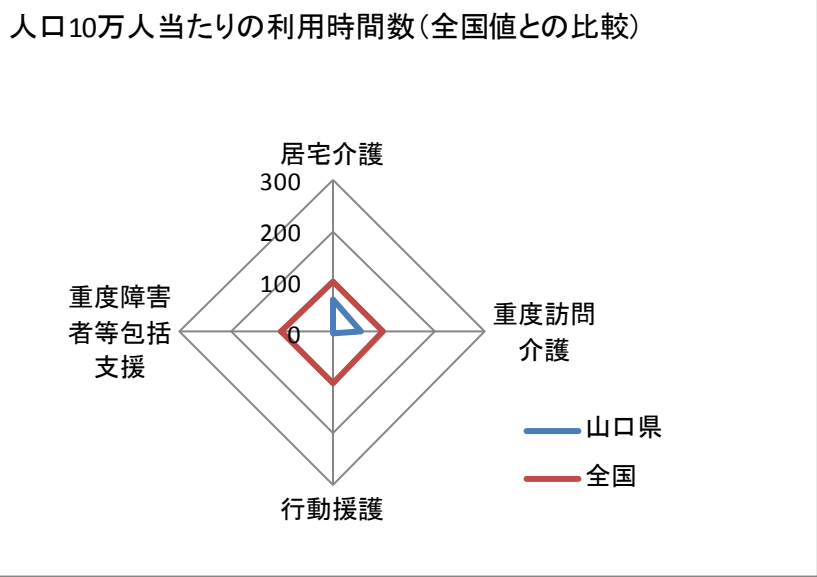 人口10万人当たりの利用時間数（全国値との比較）
居宅介護
300
200
100
0
重度障害
者等包括
支援
重度訪問
介護
行動援護
山口県
全国